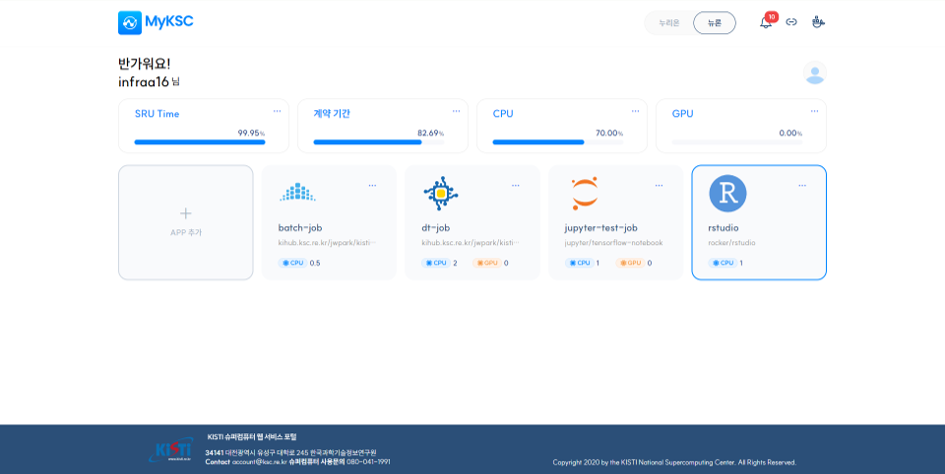 MyKSC
누리온 뉴론
10
반가워요!
infraa16 님
SRU Time ...
99.95%
계약 기간 ...
82.69%
CPU ...
70.00%
GPU ...
0.00%
+
APP 추가
...
batch-job
kihub.ksc.re.kr/jwpark/kisti...
CPU 0.5
...
dt-job
kihub.ksc.re.kr/jwpark/kisti...
CPU 2 GPU 0
...
jupyter-test-job
jupyter/tensorflow-notebook
CPU 1 GPU 0
R ...
rstudio
rocker/rstudio
CPU 1
KISTI
KISTI 슈퍼컴퓨터 웹 서비스 포털
34141 대전광역시 유성구 대학로 245 한국과학기술정보연구원
Contact account@ksc.re.kr 슈퍼컴퓨터 사용문의 080-041-1991
Copyright 2020 by the KISTI National Supercomputing Center. All Rights Reserved.